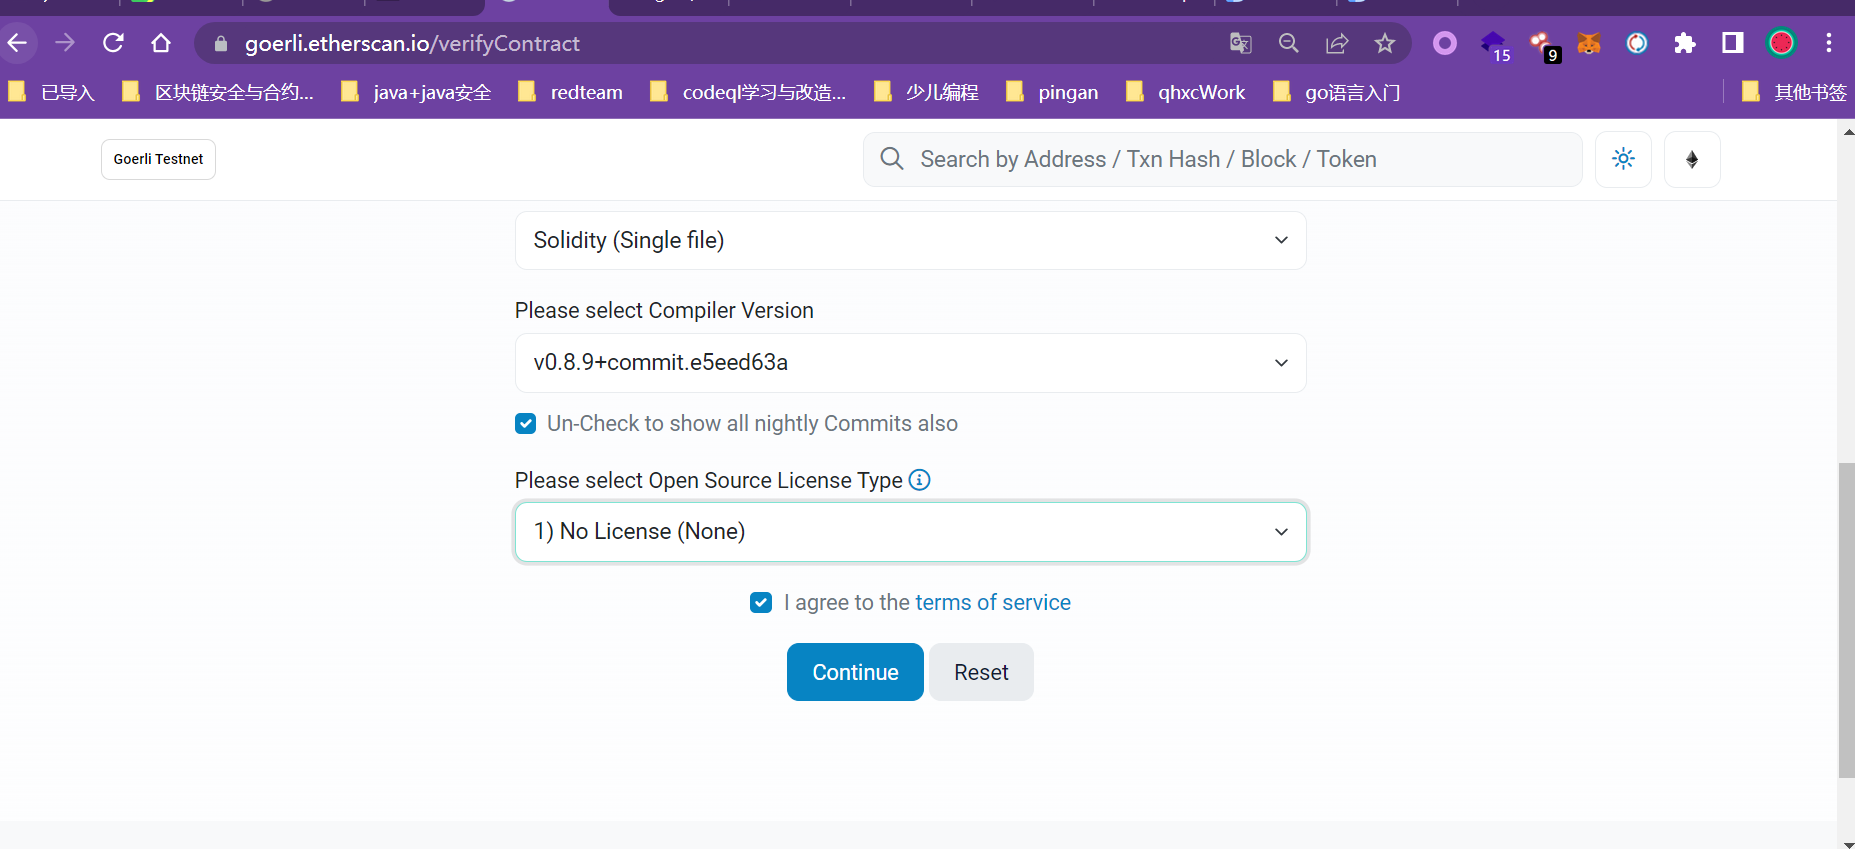 goerli.etherscan.io/verifyContract
15
9
已导入
区块链安全与合约...
java+java安全
redteam
codeql学习与改造...
少儿编程
pingan
qhxcWork
go语言入门
其他书签
Goerli Testnet
Search by Address / Txn Hash / Block / Token
Solidity (Single file)
Please select Compiler Version
v0.8.9+commit.e5eed63a
Un-Check to show all nightly Commits also
Please select Open Source License Type
1) No License (None)
I agree to the terms of service
Continue
Reset